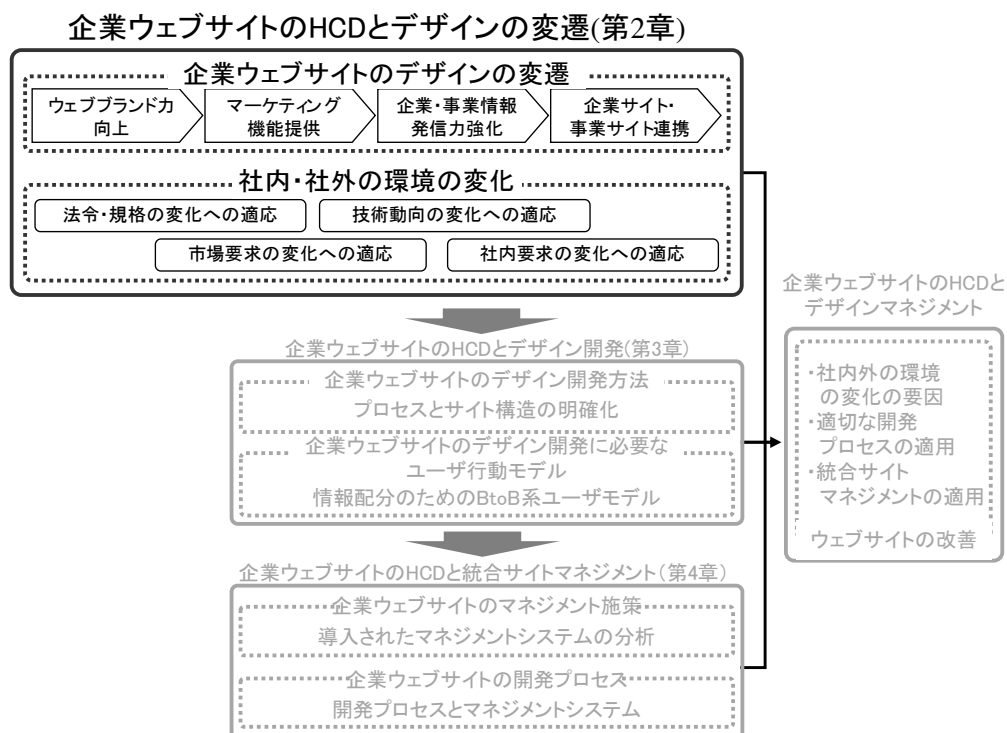 企業ウェブサイトのHCDとデザインの変遷(第2章)
企業ウェブサイトのデザインの変遷
ウェブブランド力
向上
マーケティング
機能提供
企業・事業情報
発信力強化
企業サイト・
事業サイト連携
社内・社外の環境の変化
法令・規格の変化への適応
技術動向の変化への適応
市場要求の変化への適応
社内要求の変化への適応
企業ウェブサイトのHCDとデザイン開発(第3章)
企業ウェブサイトのデザイン開発方法
プロセスとサイト構造の明確化
企業ウェブサイトのデザイン開発に必要な
ユーザ行動モデル
情報配分のためのBtoB系ユーザモデル
企業ウェブサイトのHCDと統合サイトマネジメント(第4章)
企業ウェブサイトのマネジメント施策
導入されたマネジメントシステムの分析
企業ウェブサイトの開発プロセス
開発プロセスとマネジメントシステム
企業ウェブサイトのHCDと
デザインマネジメント
・社内外の環境
の変化の要因
・適切な開発
プロセスの適用
・統合サイト
マネジメントの適用
ウェブサイトの改善